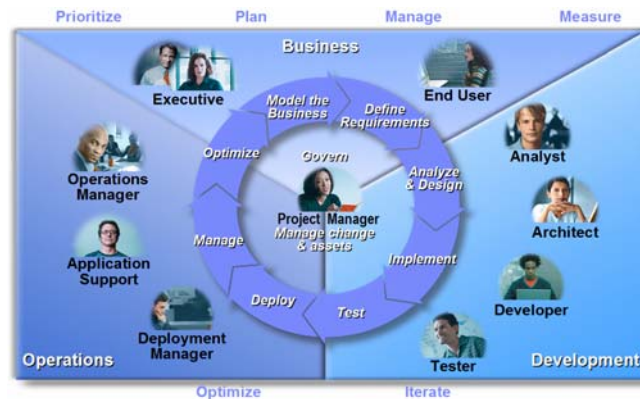 Prioritize Plan Manage Measure
Business
Executive
End User
Model the
Business
Define
Requirements
Optimize
Govern
Analyze
& Design
Analyst
Operations
Manager
Project Manager
Manage change
& assets
Architect
Manage
Implement
Application
Support
Deploy
Test
Developer
Deployment
Manager
Tester
Operations
Development
Optimize Iterate